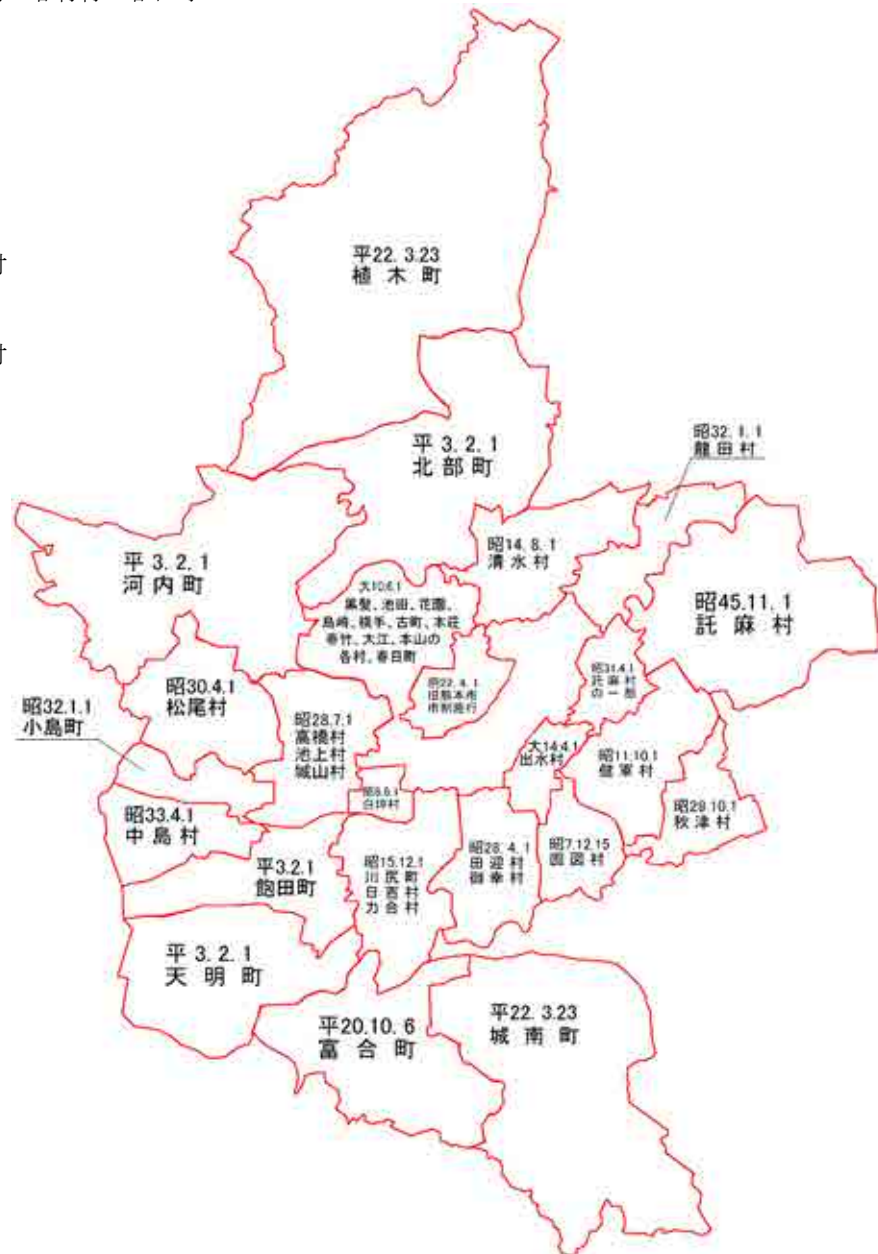 村
村
平22. 3.23
植 木 町
平 3. 2. 1
北 部 町
昭32. 1. 1
龍 田 村
昭14. 8. 1
清 水 村
平 3. 2. 1
河 内 町
大10.6.1
黒髪、池田、花園、
島崎、横手、古町、本荘
春竹、大江、本山の
各村、春日町
昭45.11. 1
託 麻 村
昭31.4.1
託麻村
の一部
旧熊本市
市制施行
昭30.4.1
松尾村
昭32.1.1
小島町
昭28.7.1
高橋村
池上村
城山村
大14.4.1
出水村
昭11.10.1
健軍村
白坪村
昭29.10.1
秋津村
昭33.4.1
中 島 村
平3.2.1
飽田町
昭15.12.1
川尻町
日吉村
力合村
昭28. 4. 1
田迎村
御幸村
昭7.12.15
画図村
平 3. 2. 1
天 明 町
平20.10. 6
富 合 町
平22. 3.23
城 南 町